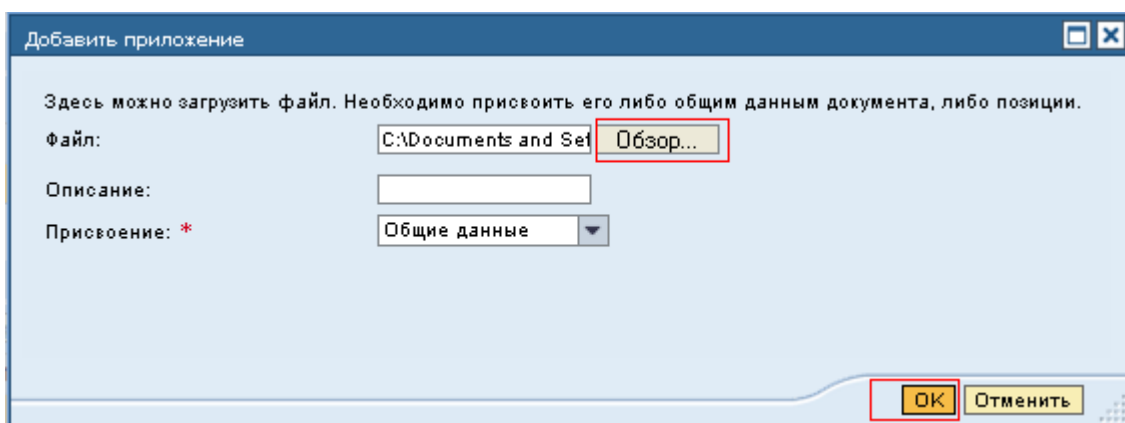 Добавить приложение
Здесь можно загрузить файл. Необходимо присвоить его либо общим данным документа, либо позиции.
Файл: C:\Documents and Set Обзор...
Описание:
Присвоение: * Общие данные
OK Отменить